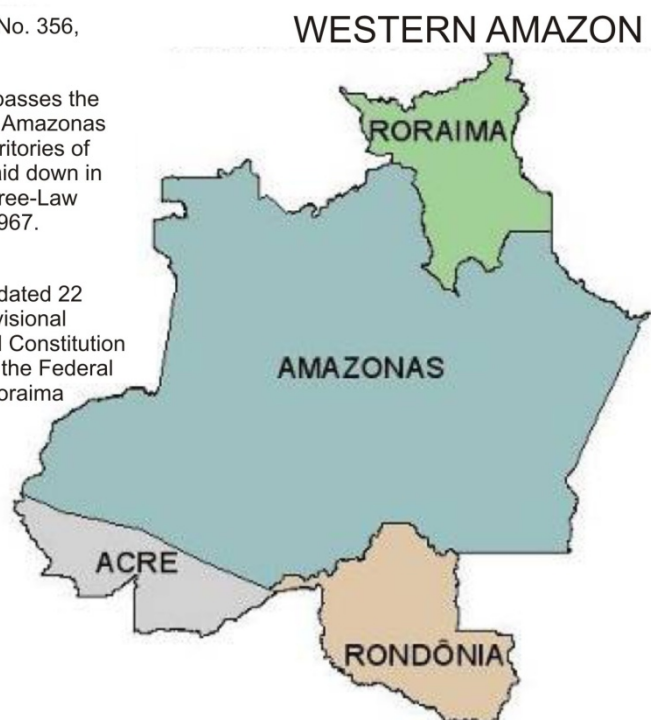 No. 356,
WESTERN AMAZON
passes the
Amazonas
ritories of
aid down in
ree-Law
967.
dated 22
visional
l Constitution
the Federal
oraima
RORAIMA
AMAZONAS
ACRE
RONDÔNIA